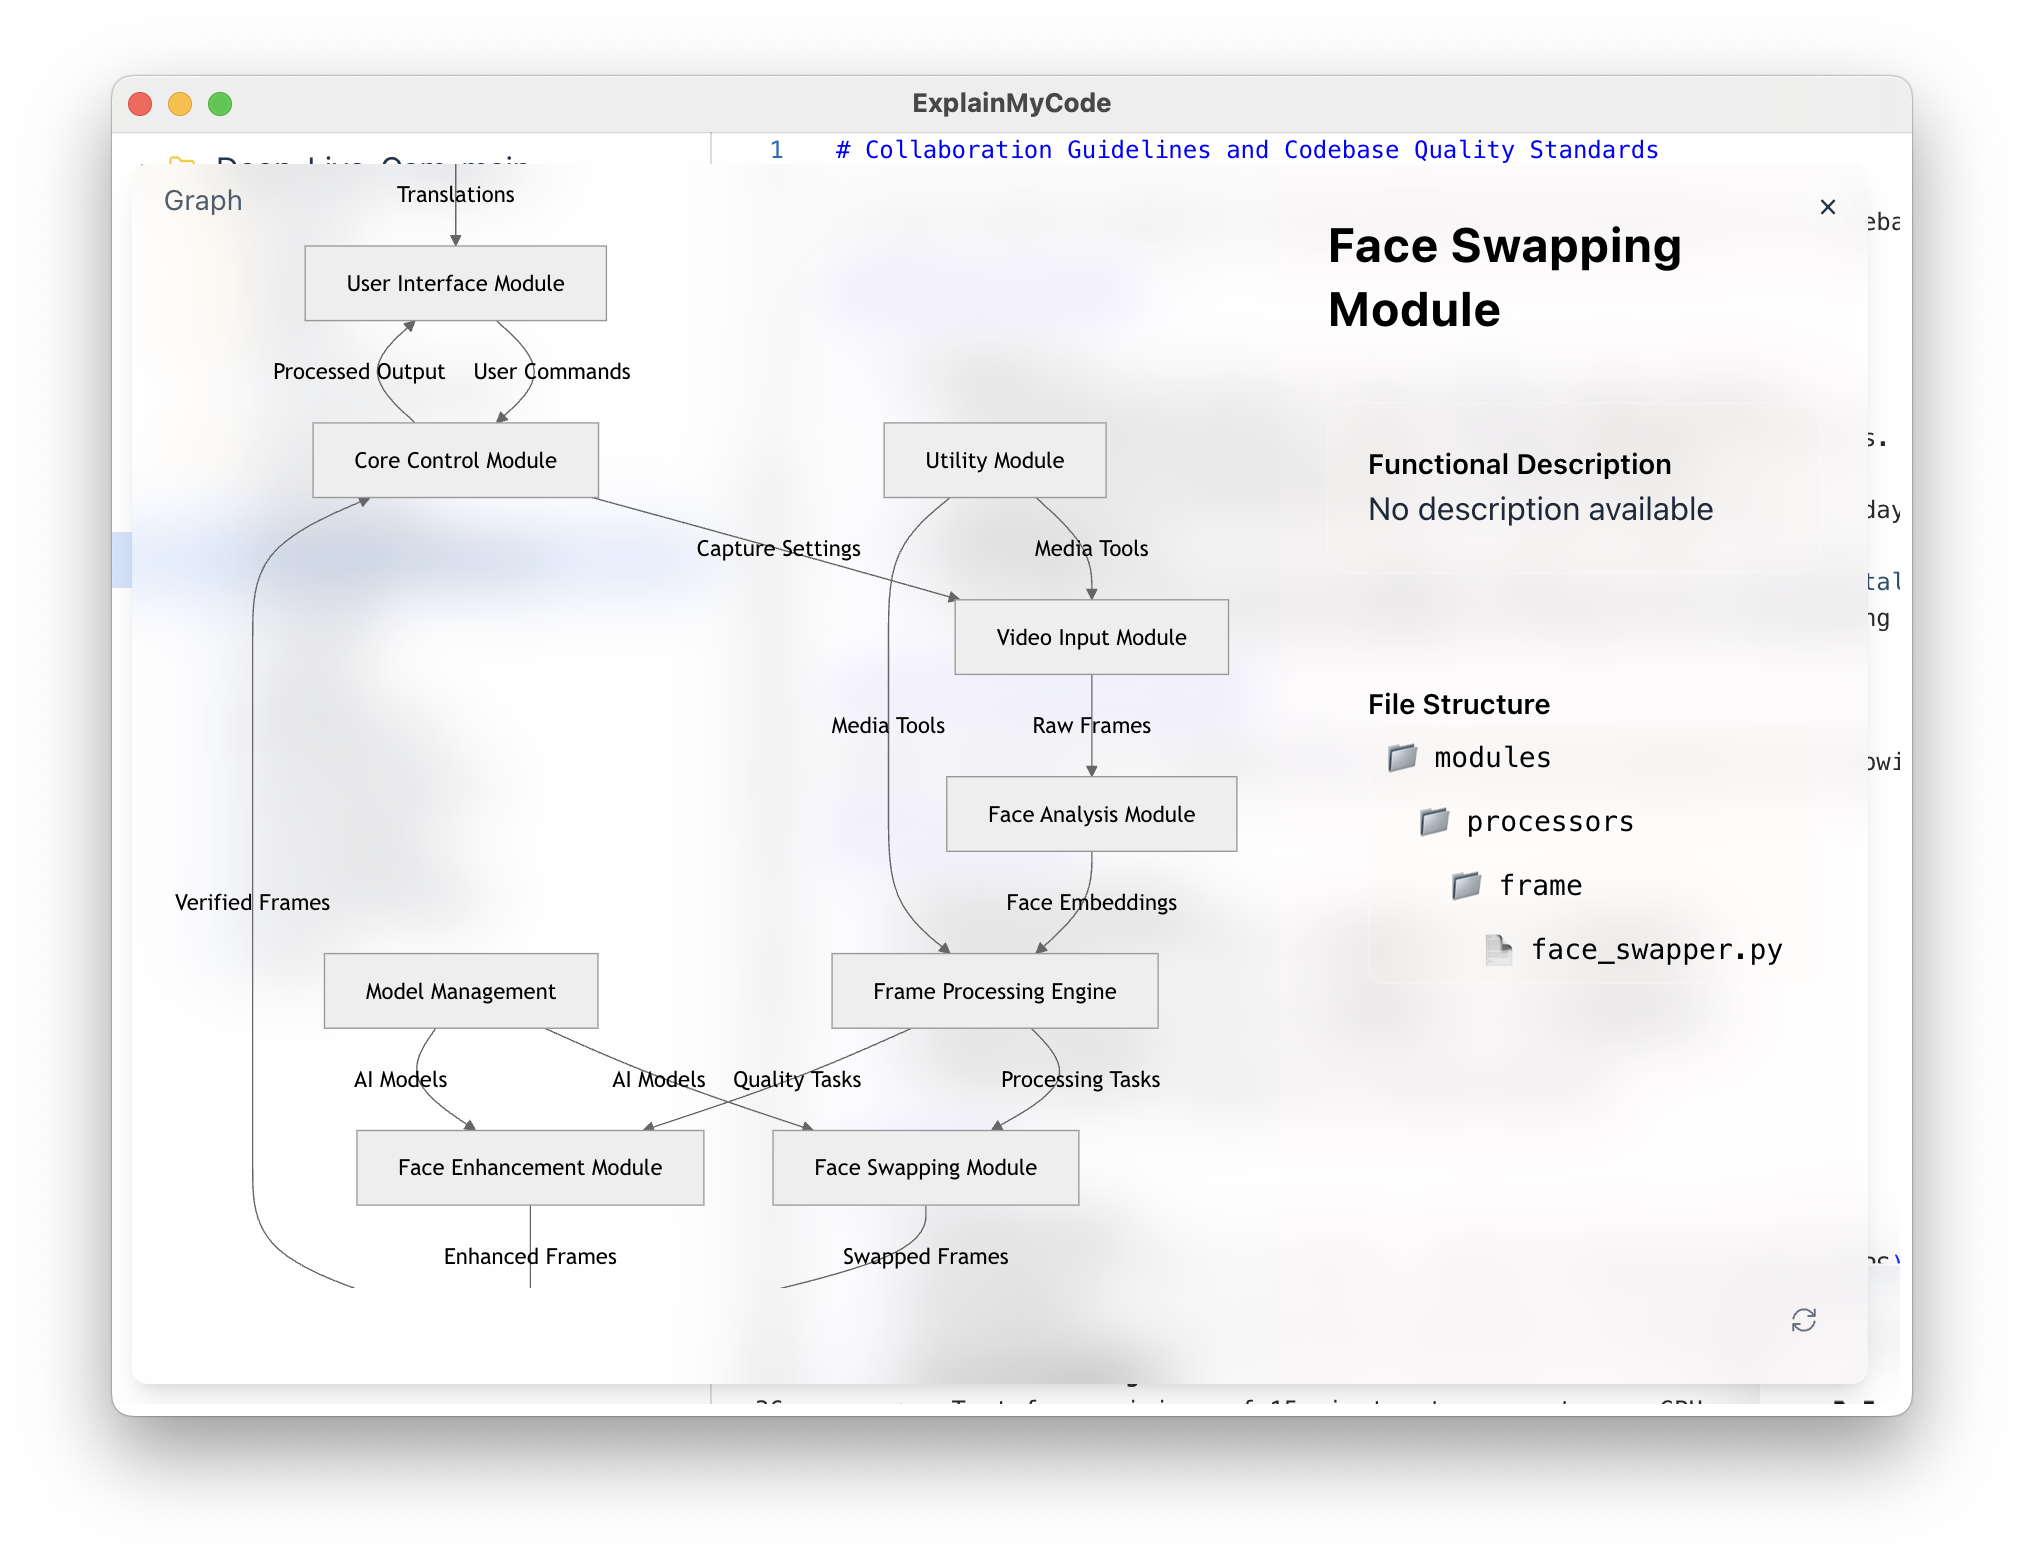 ExplainMyCode
1 # Collaboration Guidelines and Codebase Quality Standards
Graph
Translations
User Interface Module
Processed Output
User Commands
Core Control Module
Utility Module
Capture Settings
Media Tools
Video Input Module
Media Tools
Raw Frames
Face Analysis Module
Verified Frames
Face Embeddings
Model Management
Frame Processing Engine
AI Models
AI Models
Quality Tasks
Processing Tasks
Face Enhancement Module
Face Swapping Module
Enhanced Frames
Swapped Frames
×
Face Swapping
Module
Functional Description
No description available
File Structure
modules
processors
frame
face_swapper.py